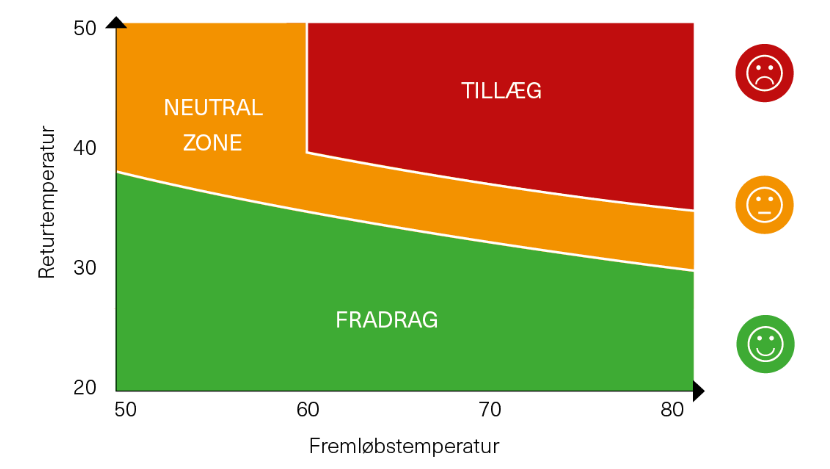 50
TILLÆG
NEUTRAL
ZONE
40
Returtemperatur
30
FRADRAG
20
50 60 70 80
Fremløbstemperatur